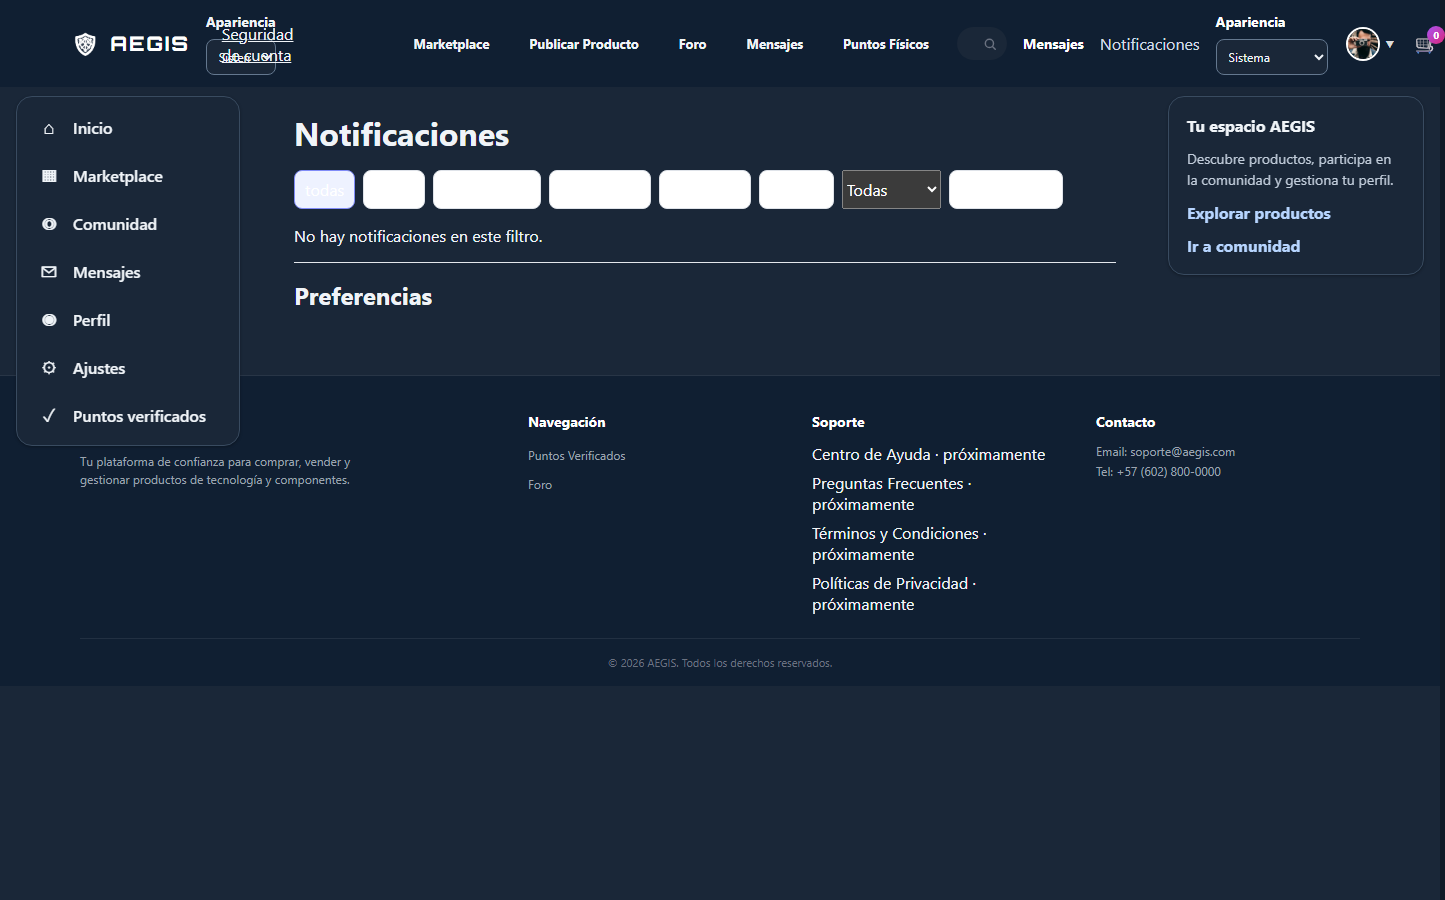 AEGIS
Apariencia
Seguridad
de cuenta
Marketplace
Publicar Producto
Foro
Mensajes
Puntos Físicos
Mensajes
Notificaciones
Apariencia
Sistema
0
Inicio
Marketplace
Comunidad
Mensajes
Perfil
Ajustes
Puntos verificados
Notificaciones
todas
Todas
No hay notificaciones en este filtro.
Preferencias
Tu espacio AEGIS
Descubre productos, participa en
la comunidad y gestiona tu perfil.
Explorar productos
Ir a comunidad
Tu plataforma de confianza para comprar, vender y
gestionar productos de tecnología y componentes.
Navegación
Puntos Verificados
Foro
Soporte
Centro de Ayuda · próximamente
Preguntas Frecuentes ·
próximamente
Términos y Condiciones ·
próximamente
Políticas de Privacidad ·
próximamente
Contacto
Email: soporte@aegis.com
Tel: +57 (602) 800-0000
© 2026 AEGIS. Todos los derechos reservados.